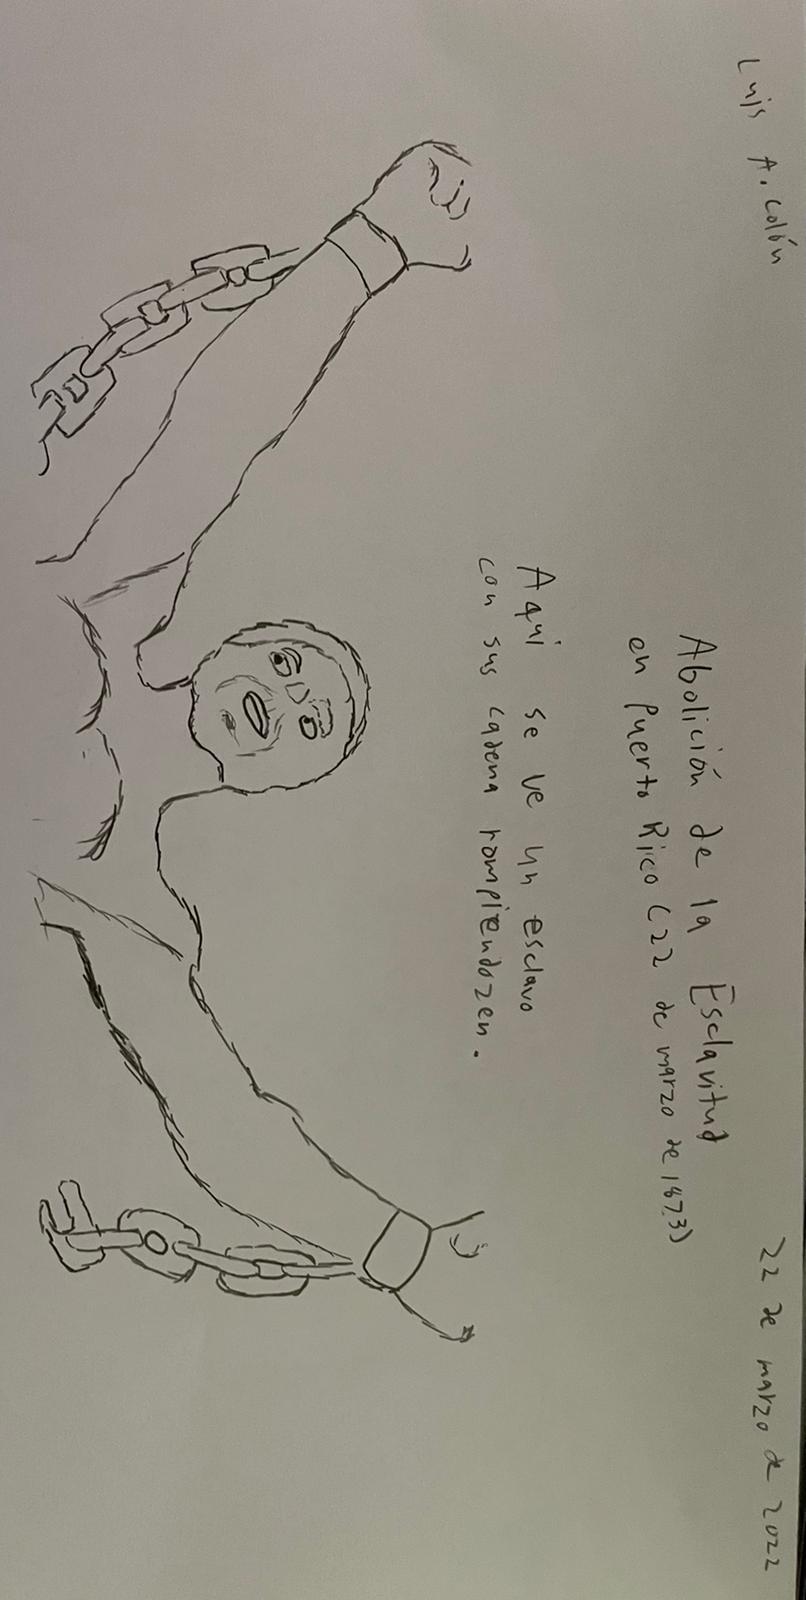 Luis A. Colón
22 de marzo de 2022
Abolición de la Esclavitud
en Puerto Rico (22 de marzo de 1873)
Aqui se ve un esclavo
con sus cadena rompiendozen.